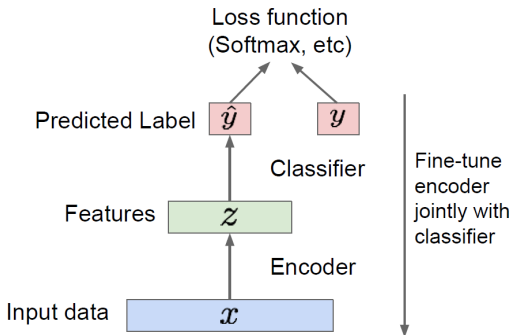 Loss function
(Softmax, etc)
Predicted Label
ŷ
y
Classifier
Fine-tune
encoder
jointly with
classifier
Features
z
Encoder
Input data
x